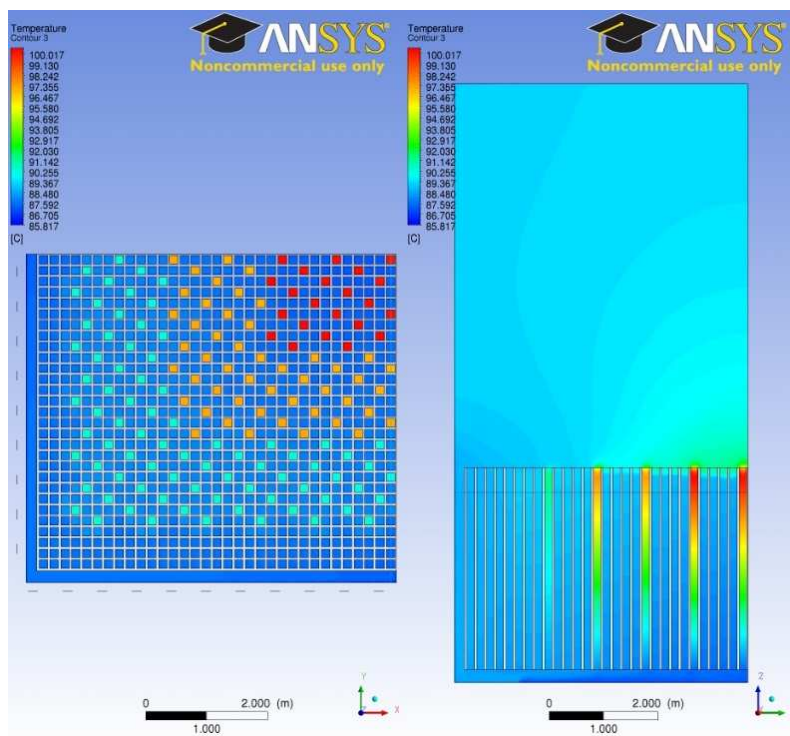 Temperature
Contour 3
ANSYS
Noncommercial use only
100.017
99.130
98.242
97.355
96.467
95.580
94.692
93.805
92.917
92.030
91.142
90.255
89.367
88.480
87.592
86.705
85.817
[C]
0
2.000 (m)
1.000
Y
X
Temperature
Contour 3
ANSYS
Noncommercial use only
100.017
99.130
98.242
97.355
96.467
95.580
94.692
93.805
92.917
92.030
91.142
90.255
89.367
88.480
87.592
86.705
85.817
[C]
0
2.000 (m)
1.000
Z